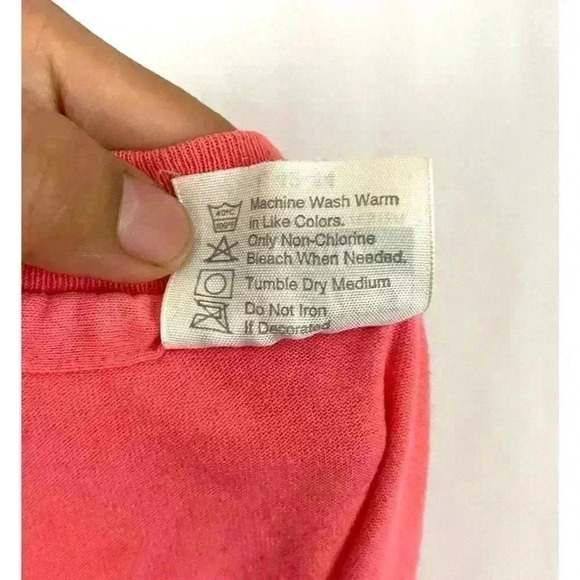 Machine Wash Warm
in Like Colors.
Only Non-Chlorine
Bleach When Needed.
Tumble Dry Medium
Do Not Iron
If Decorated
40°C